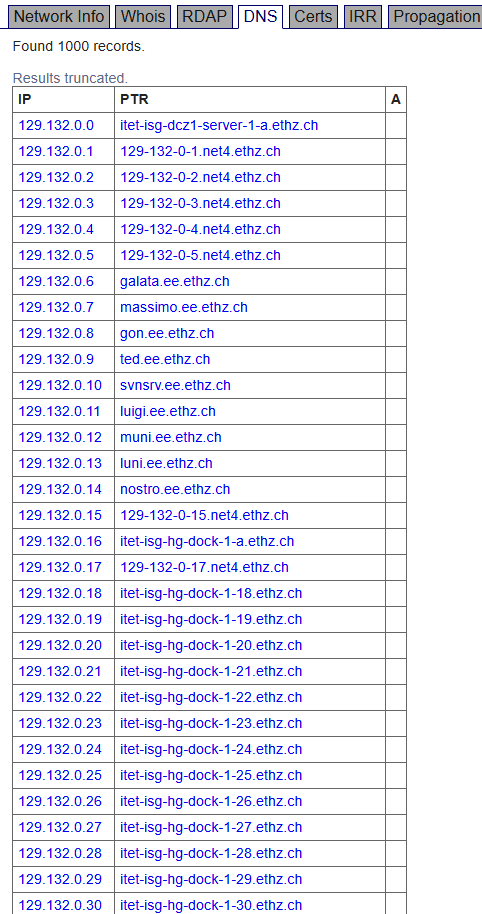 Network Info Whois RDAP DNS Certs IRR Propagation
Found 1000 records.
Results truncated.
IP PTR A
129.132.0.0 itet-isg-dcz1-server-1-a.ethz.ch
129.132.0.1 129-132-0-1.net4.ethz.ch
129.132.0.2 129-132-0-2.net4.ethz.ch
129.132.0.3 129-132-0-3.net4.ethz.ch
129.132.0.4 129-132-0-4.net4.ethz.ch
129.132.0.5 129-132-0-5.net4.ethz.ch
129.132.0.6 galata.ee.ethz.ch
129.132.0.7 massimo.ee.ethz.ch
129.132.0.8 gon.ee.ethz.ch
129.132.0.9 ted.ee.ethz.ch
129.132.0.10 svnsrv.ee.ethz.ch
129.132.0.11 luigi.ee.ethz.ch
129.132.0.12 muni.ee.ethz.ch
129.132.0.13 luni.ee.ethz.ch
129.132.0.14 nostro.ee.ethz.ch
129.132.0.15 129-132-0-15.net4.ethz.ch
129.132.0.16 itet-isg-hg-dock-1-a.ethz.ch
129.132.0.17 129-132-0-17.net4.ethz.ch
129.132.0.18 itet-isg-hg-dock-1-18.ethz.ch
129.132.0.19 itet-isg-hg-dock-1-19.ethz.ch
129.132.0.20 itet-isg-hg-dock-1-20.ethz.ch
129.132.0.21 itet-isg-hg-dock-1-21.ethz.ch
129.132.0.22 itet-isg-hg-dock-1-22.ethz.ch
129.132.0.23 itet-isg-hg-dock-1-23.ethz.ch
129.132.0.24 itet-isg-hg-dock-1-24.ethz.ch
129.132.0.25 itet-isg-hg-dock-1-25.ethz.ch
129.132.0.26 itet-isg-hg-dock-1-26.ethz.ch
129.132.0.27 itet-isg-hg-dock-1-27.ethz.ch
129.132.0.28 itet-isg-hg-dock-1-28.ethz.ch
129.132.0.29 itet-isg-hg-dock-1-29.ethz.ch
129.132.0.30 itet-isg-hg-dock-1-30.ethz.ch